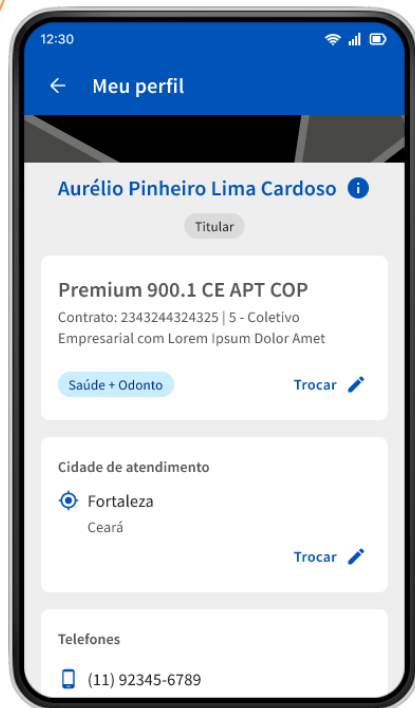 12:30
Meu perfil
Aurélio Pinheiro Lima Cardoso
Titular
Premium 900.1 CE APT COP
Contrato: 2343244324325 | 5 - Coletivo
Empresarial com Lorem Ipsum Dolor Amet
Saúde + Odonto
Trocar
Cidade de atendimento
Fortaleza
Ceará
Trocar
Telefones
(11) 92345-6789